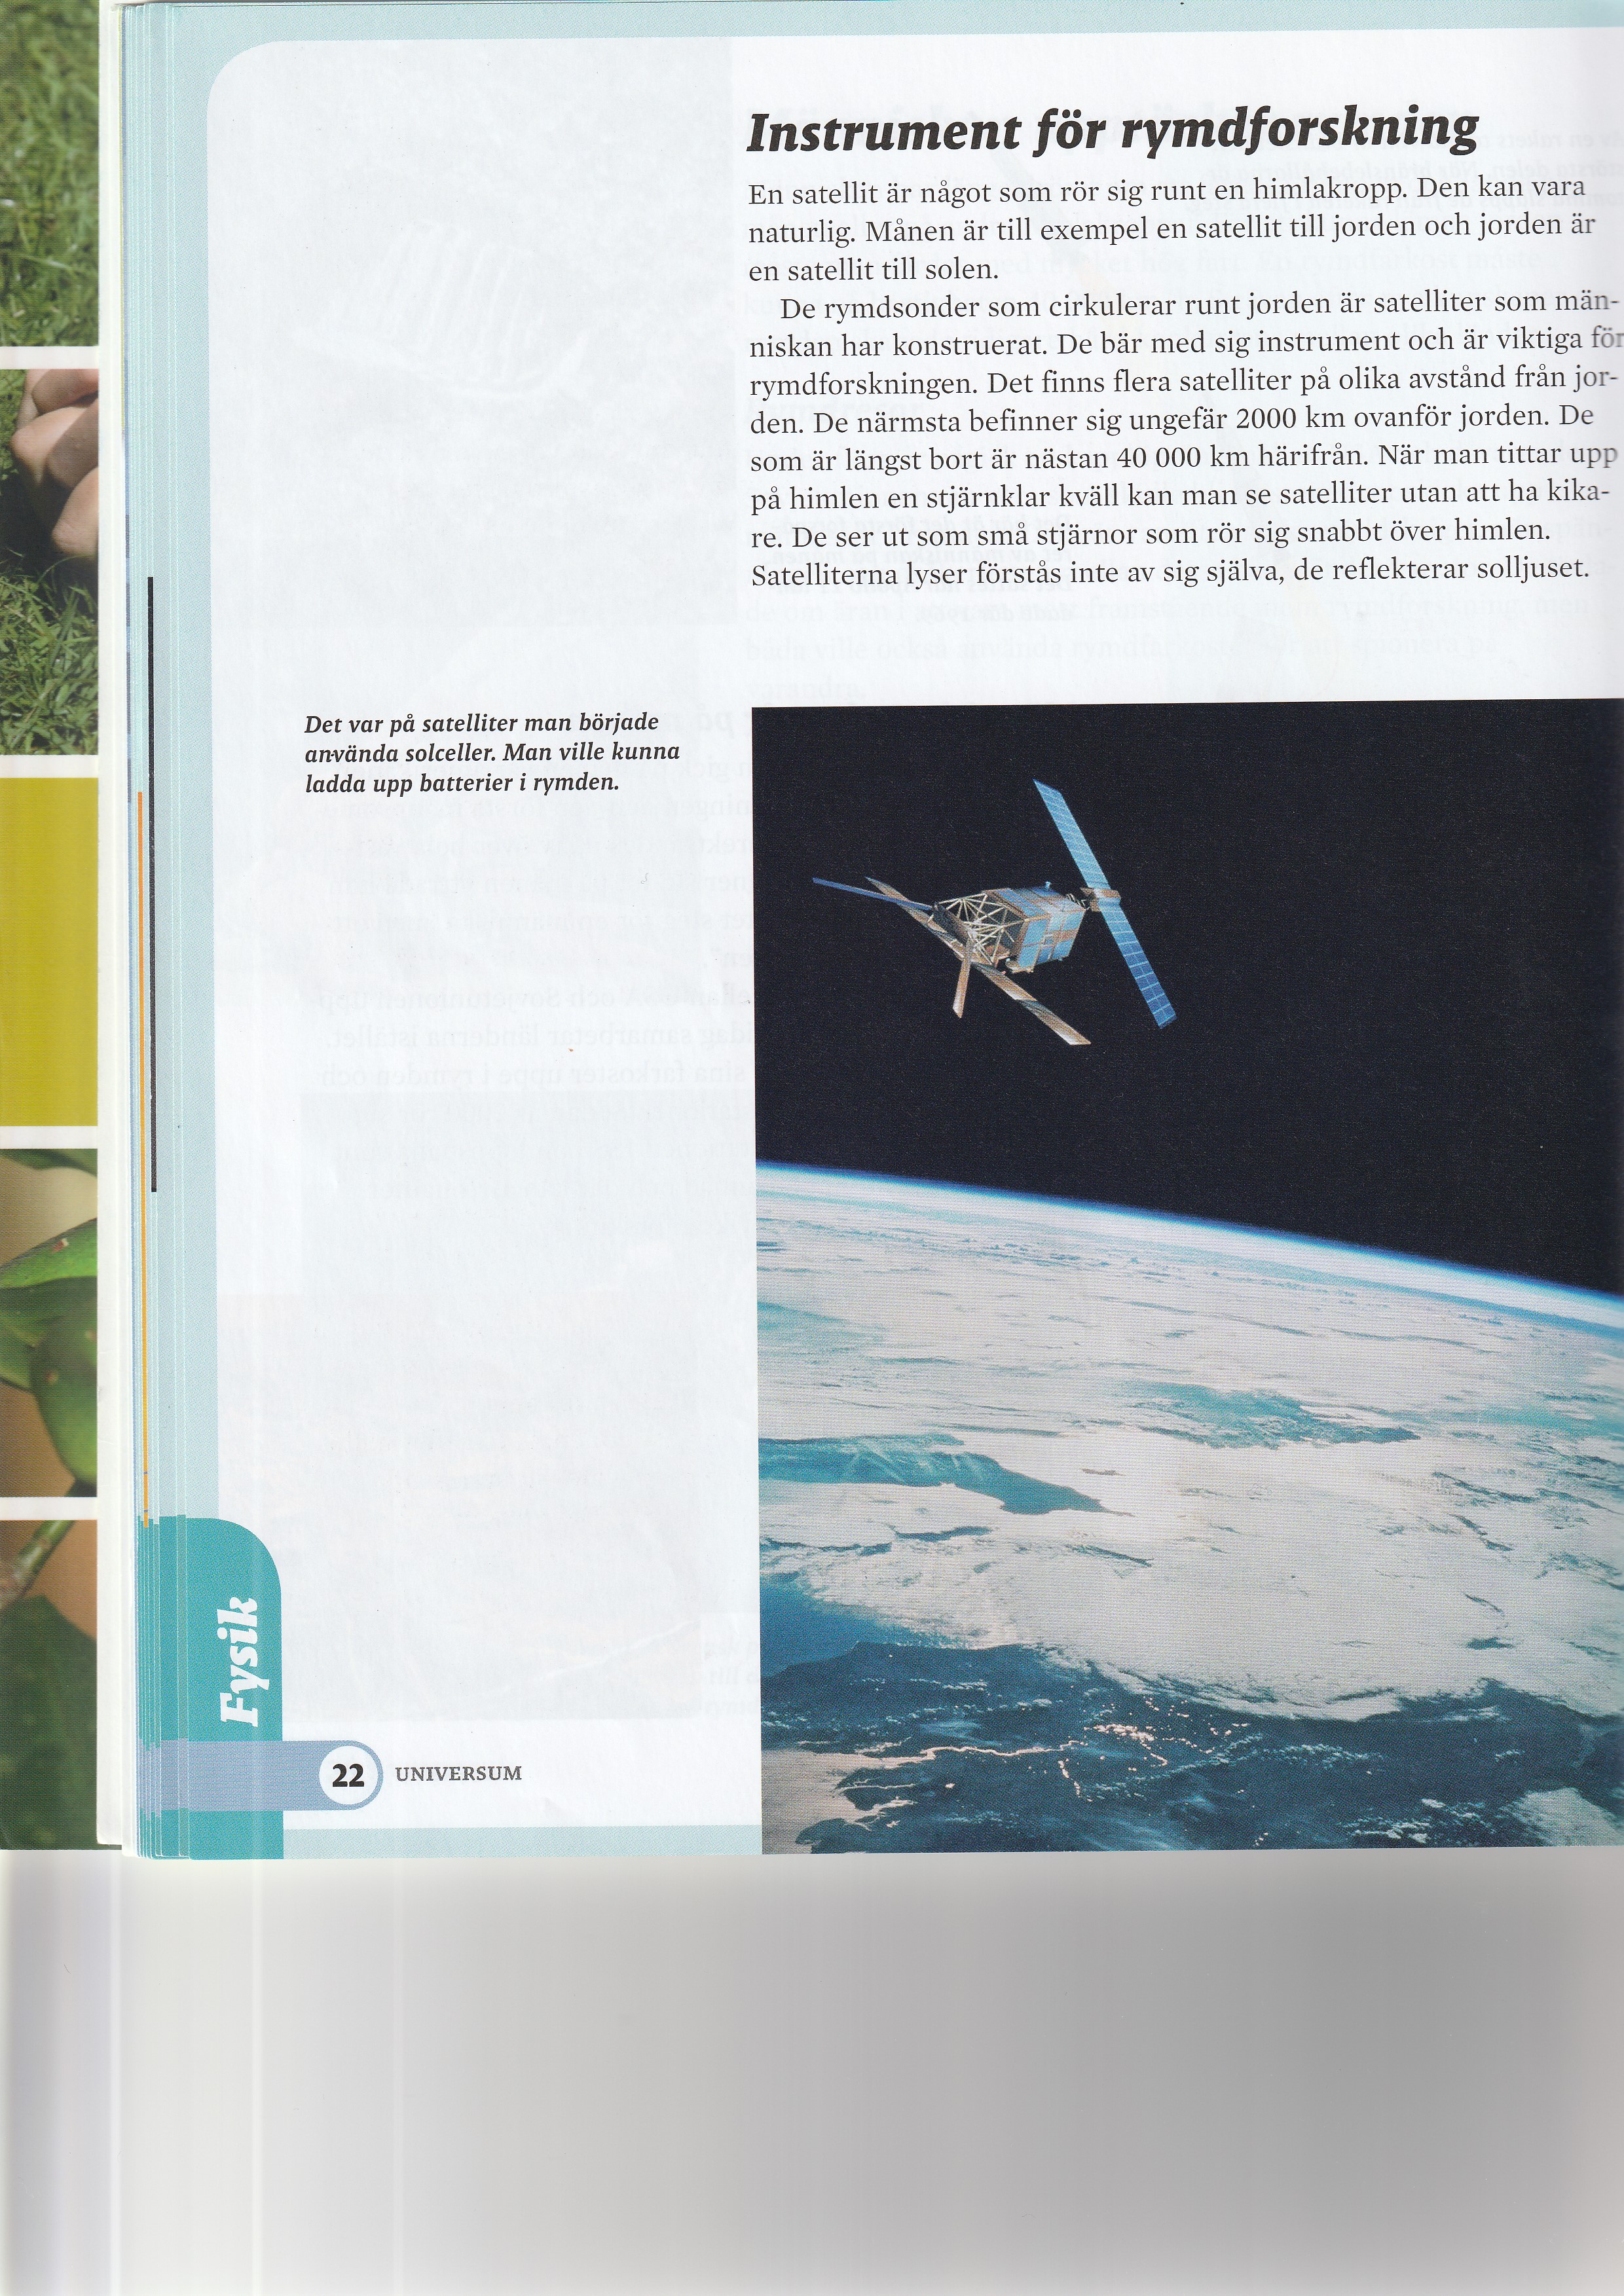 Instrument för rymdforskning
En satellit är något som rör sig runt en himlakropp. Den kan vara
naturlig. Månen är till exempel en satellit till jorden och jorden är
en satellit till solen.
De rymdsonder som cirkulerar runt jorden är satelliter som män-
niskan har konstruerat. De bär med sig instrument och är viktiga för
rymdforskningen. Det finns flera satelliter på olika avstånd från jor-
den. De närmsta befinner sig ungefär 2000 km ovanför jorden. De
som är längst bort är nästan 40 000 km härifrån. När man tittar upp
på himlen en stjärnklar kväll kan man se satelliter utan att ha kika-
re. De ser ut som små stjärnor som rör sig snabbt över himlen.
Satelliterna lyser förstås inte av sig själva, de reflekterar solljuset.
Det var på satelliter man började
använda solceller. Man ville kunna
ladda upp batterier i rymden.
Fysik
22 UNIVERSUM